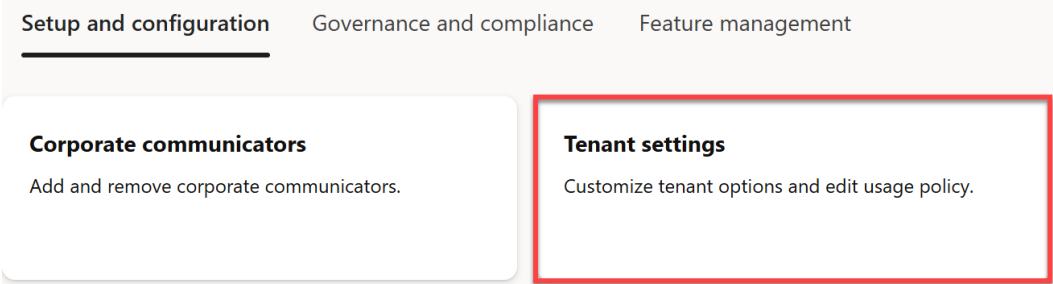 Setup and configuration Governance and compliance Feature management
Corporate communicators
Add and remove corporate communicators.
Tenant settings
Customize tenant options and edit usage policy.